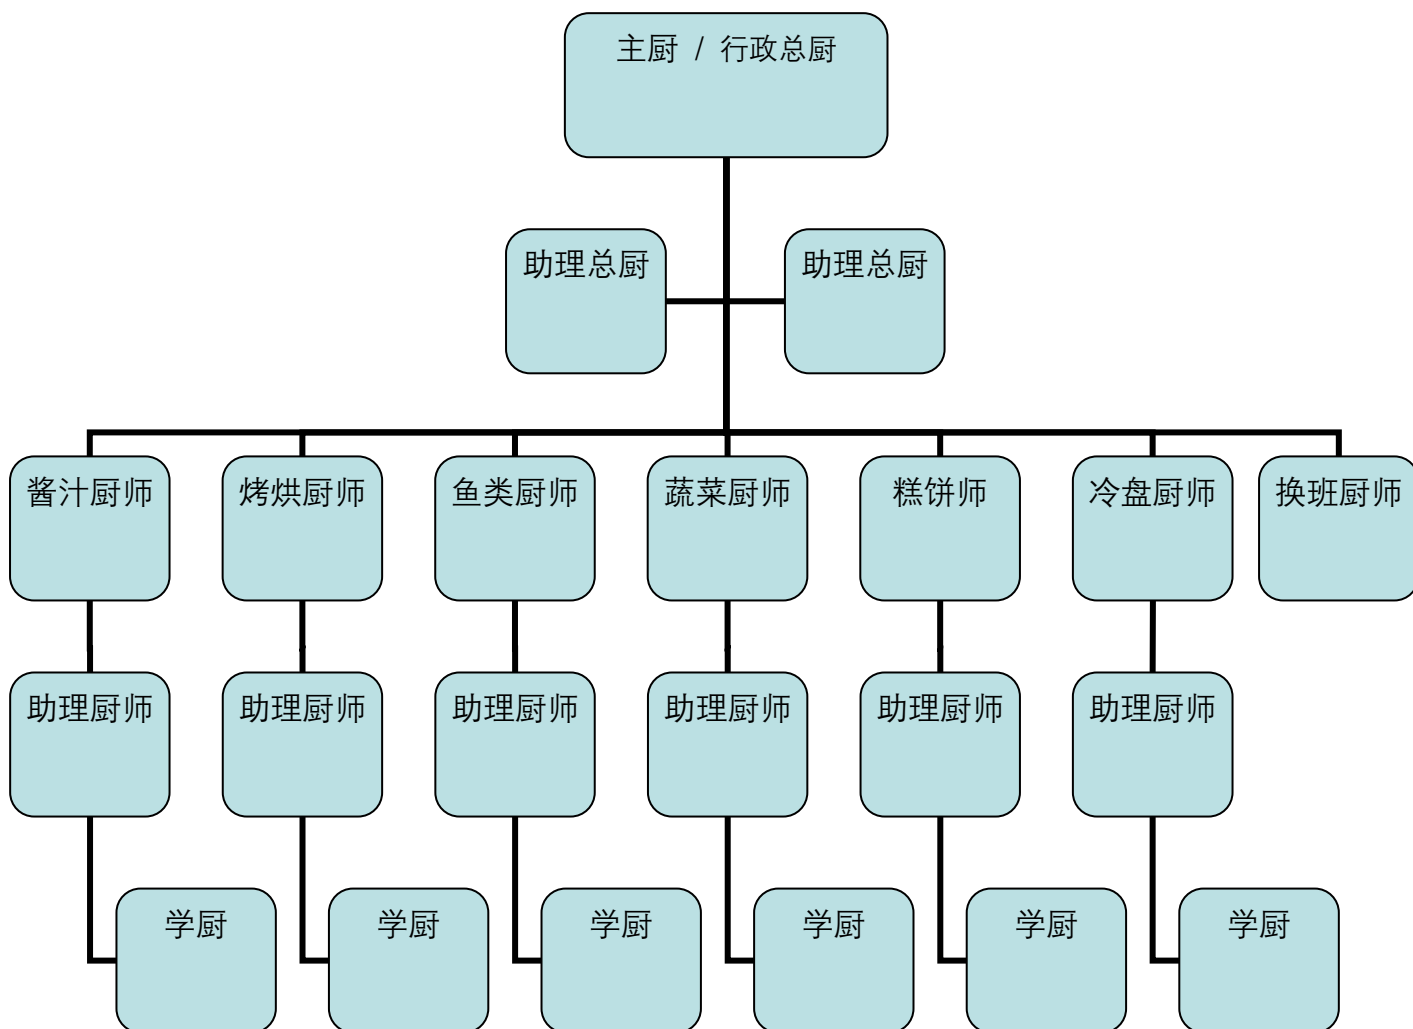 主厨 / 行政总厨
助理总厨
助理总厨
酱汁厨师
烤烘厨师
鱼类厨师
蔬菜厨师
糕饼师
冷盘厨师
换班厨师
助理厨师
助理厨师
助理厨师
助理厨师
助理厨师
助理厨师
学厨
学厨
学厨
学厨
学厨
学厨